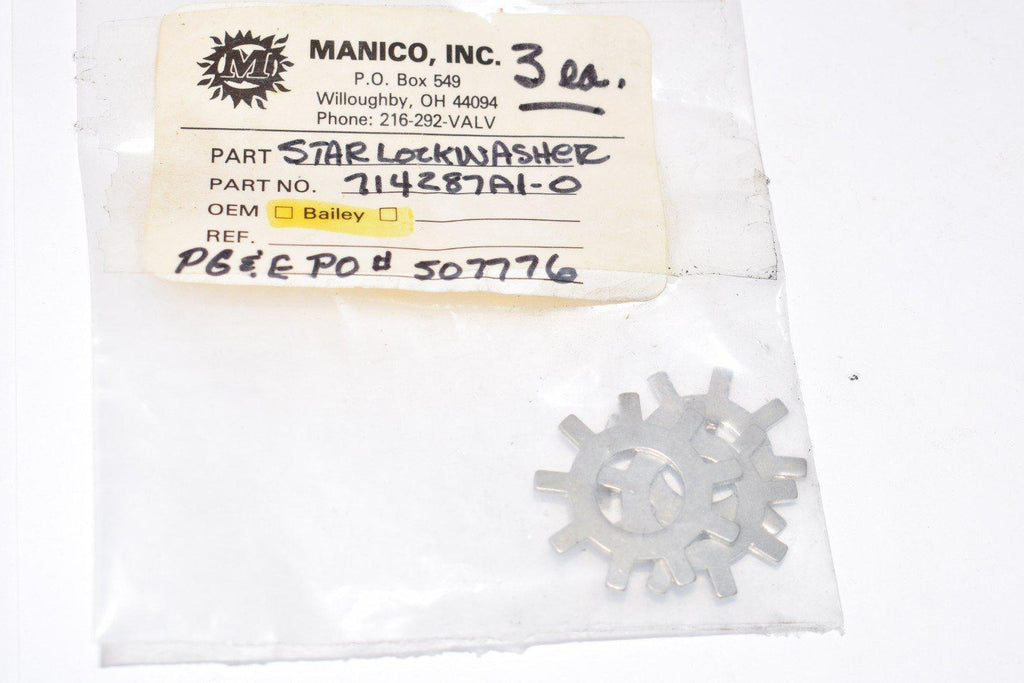 M MANICO, INC. 3 ea.
P.O. Box 549
Willoughby, OH 44094
Phone: 216-292-VALV
PART STAR LOCKWASHER
PART NO. 714287A1-0
OEM □ Bailey □
REF.
PG&E PO# 507776